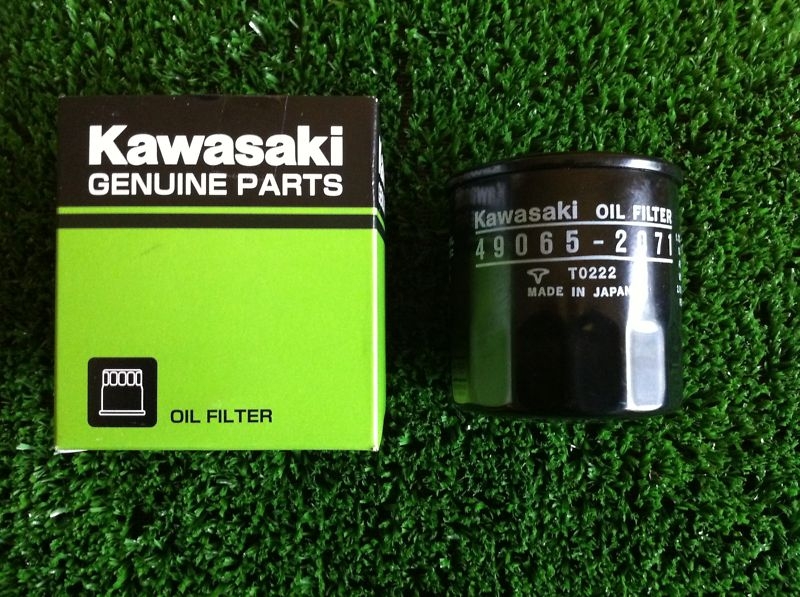 Kawasaki
GENUINE PARTS
OIL FILTER
Kawasaki OIL FILTER
49065-2071
T0222
MADE IN JAPAN